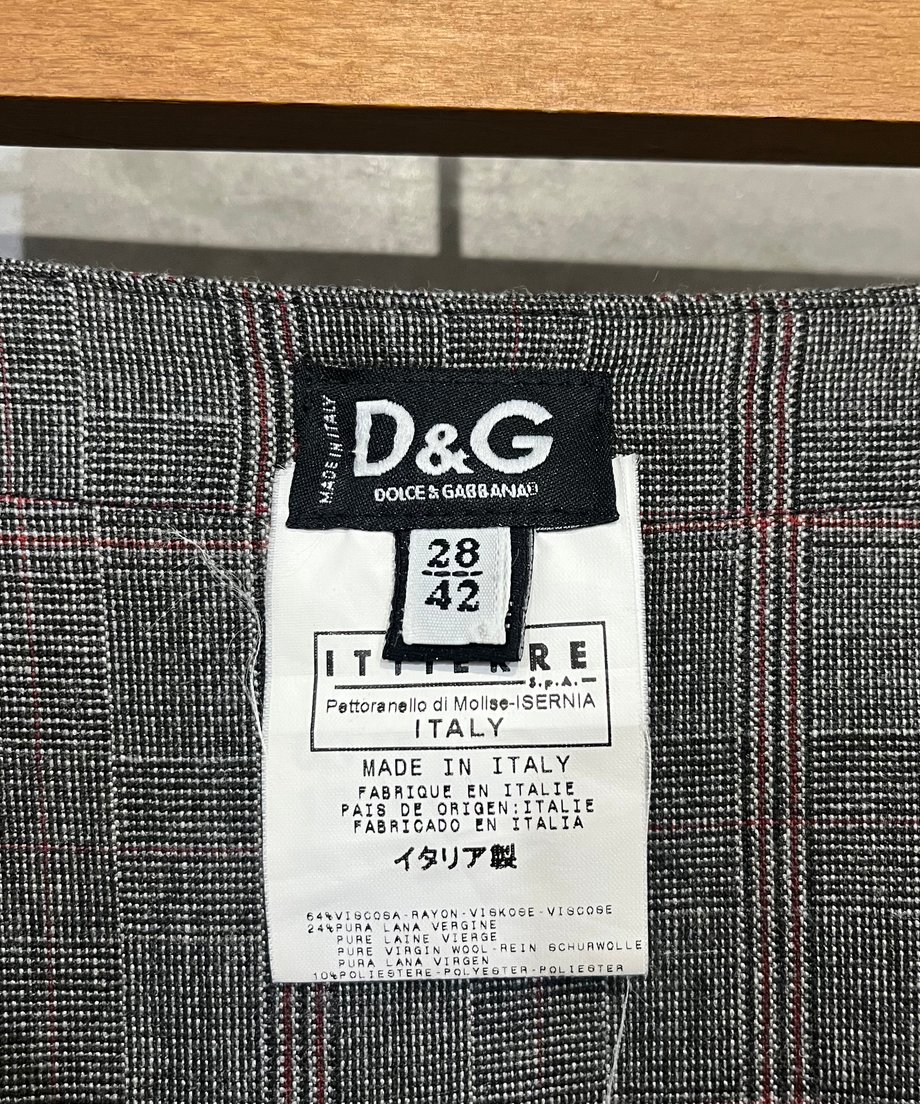 MADE IN ITALY
D&G
DOLCE & GABBANA
28
42
ITTIERRE
S.p.A.
Pettoranello di Molise-ISERNIA
ITALY
MADE IN ITALY
FABRIQUE EN ITALIE
PAIS DE ORIGEN:ITALIE
FABRICADO EN ITALIA
イタリア製
64%VISCOSA-RAYON-VISKOSE-VISCOSE
24%PURA LANA VERGINE
PURE LAINE VIERGE
PURE VIRGIN WOOL-REIN SCHURWOLLE
PURA LANA VIRGEN
10%POLIESTERE-POLYESTER-POLIESTER